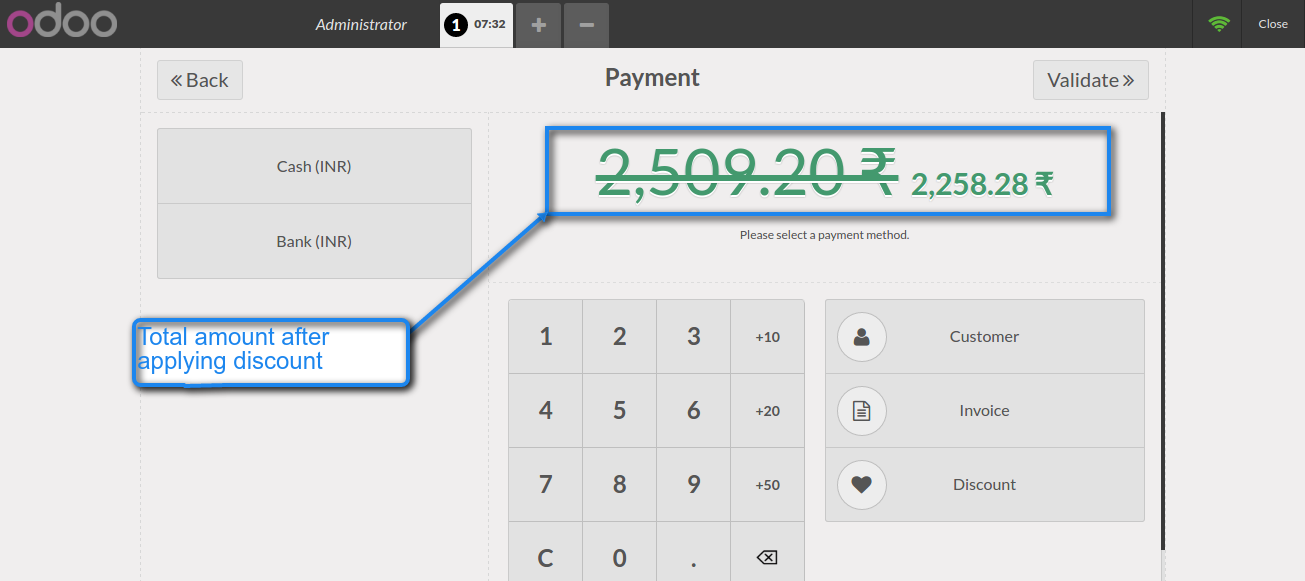 odoo
Administrator
1 07:32
+
−
Close
Back
Payment
Validate
Cash (INR)
Bank (INR)
2,509.20 ₹ 2,258.28 ₹
Please select a payment method.
Total amount after
applying discount
1 2 3 +10
4 5 6 +20
7 8 9 +50
C 0 .
Customer
Invoice
Discount